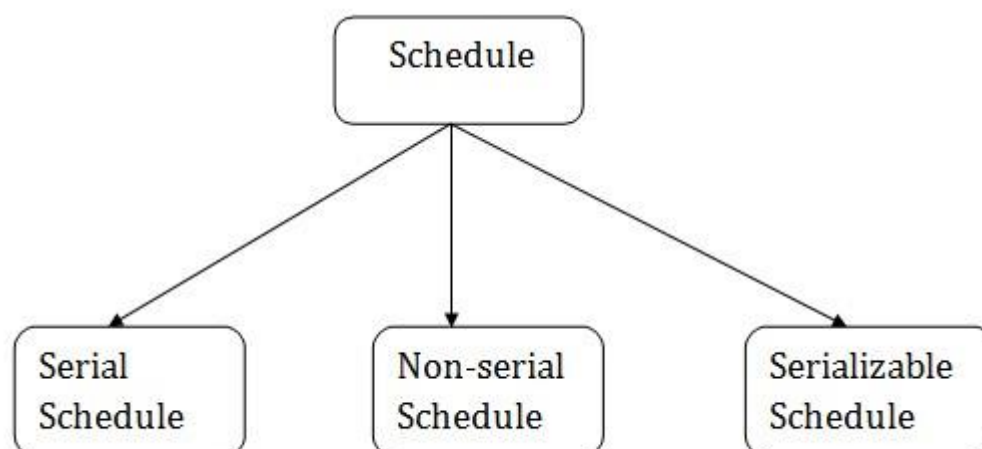 Schedule
Serial
Schedule
Non-serial
Schedule
Serializable
Schedule